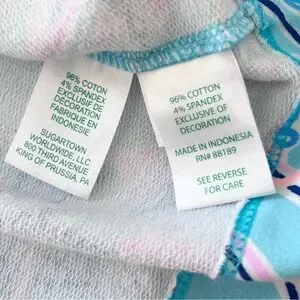 96% COTTON
4% SPANDEX
EXCLUSIF DE
DÉCORATION
FABRIQUE EN
INDONESIE
SUGARTOWN
WORLDWIDE, LLC
800 THIRD AVENUE
KING OF PRUSSIA, PA
96% COTTON
4% SPANDEX
EXCLUSIVE OF
DECORATION
MADE IN INDONESIA
RN# 88189
SEE REVERSE
FOR CARE